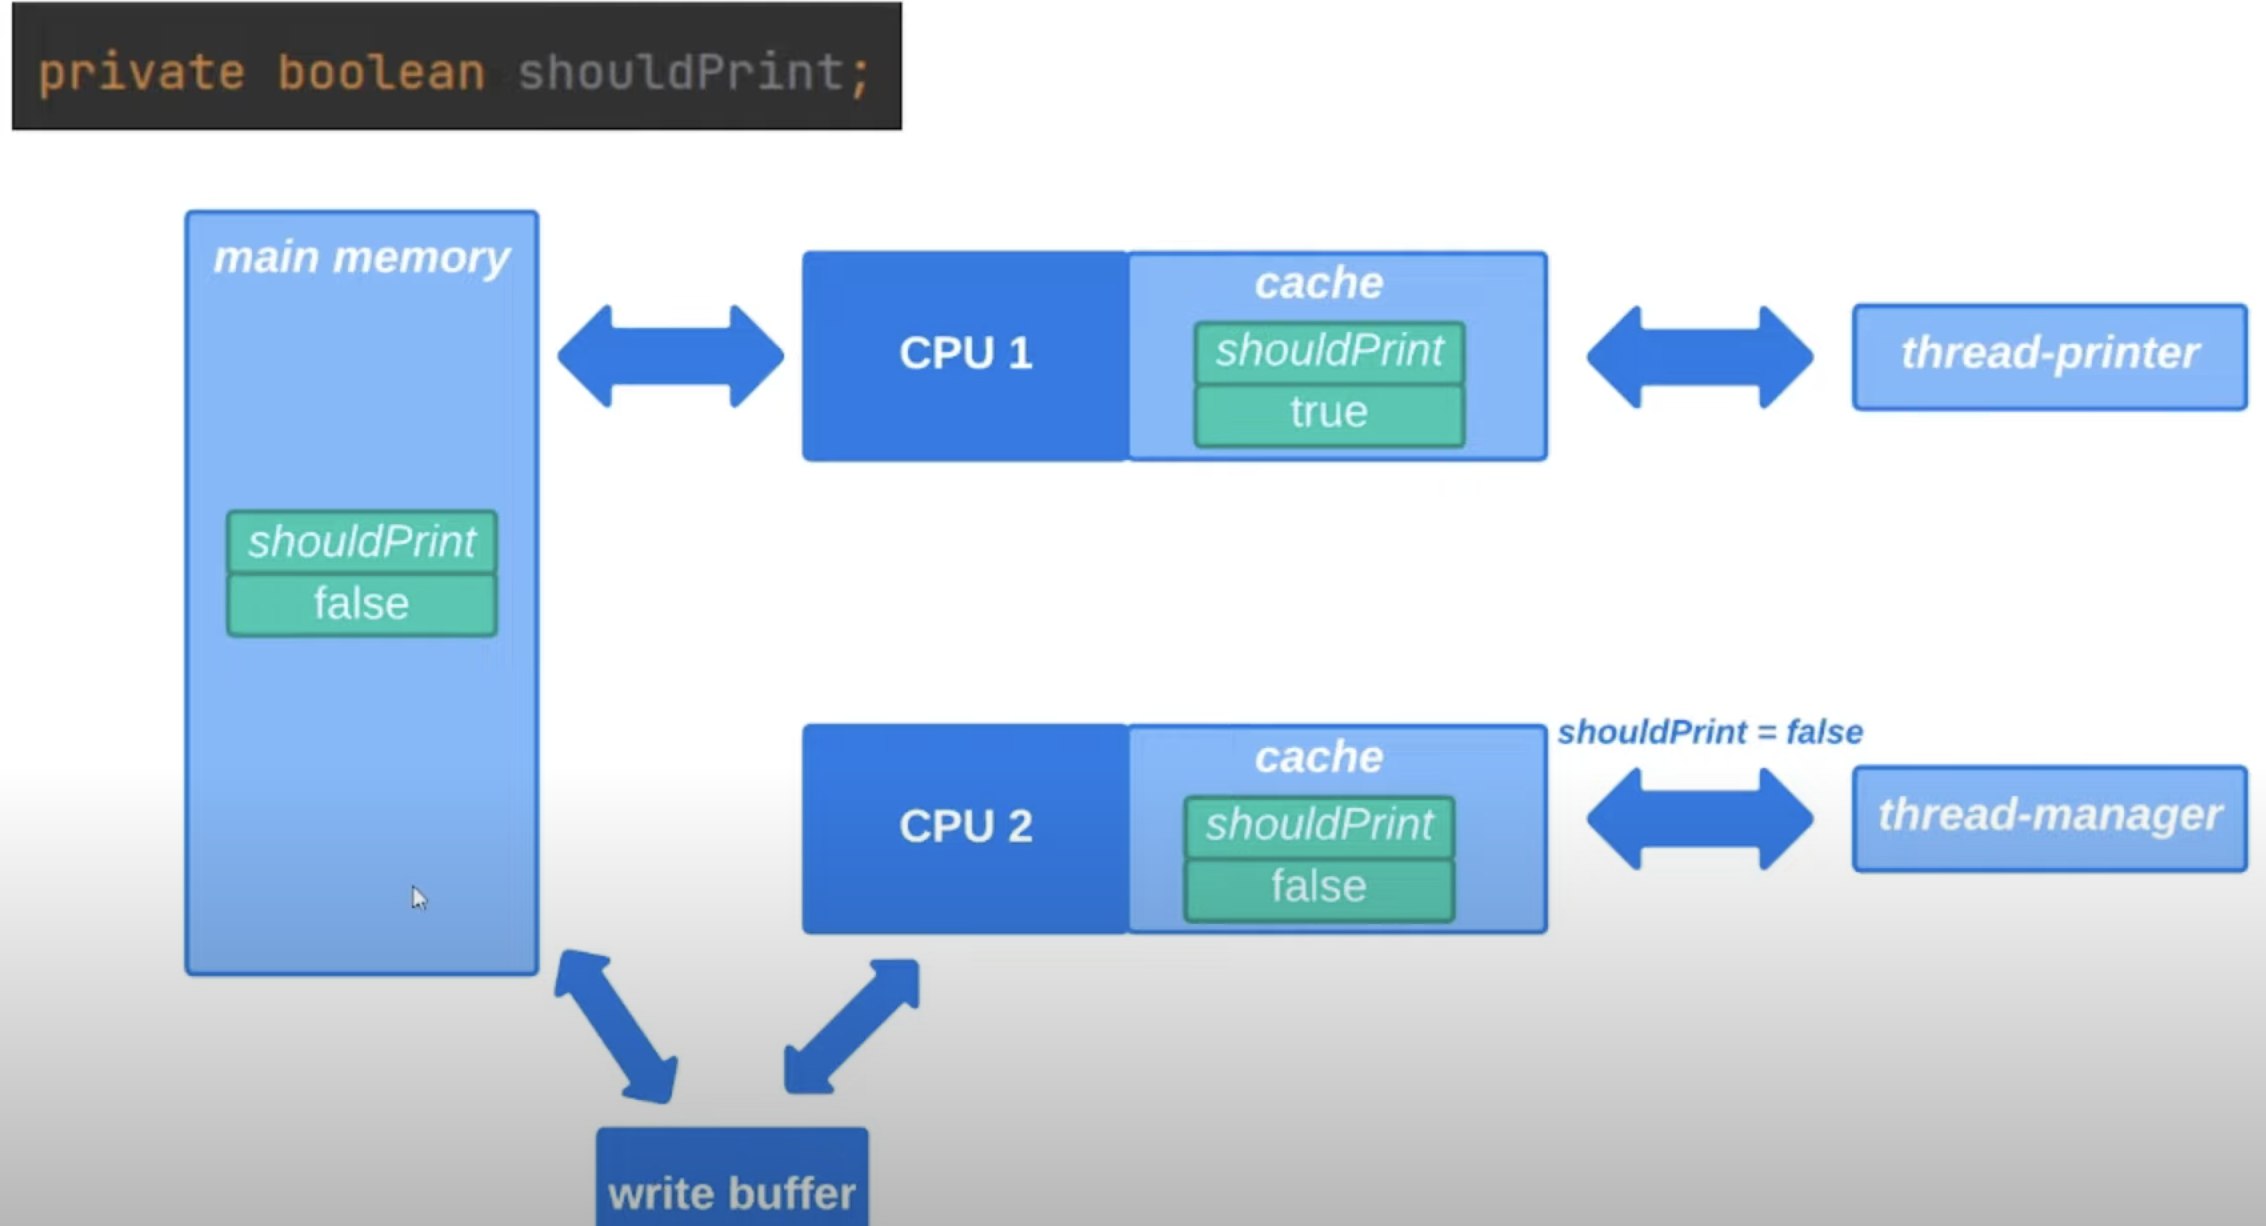 private boolean shouldPrint;
main memory
shouldPrint
false
CPU 1
cache
shouldPrint
true
thread-printer
CPU 2
cache
shouldPrint
false
shouldPrint = false
thread-manager
write buffer